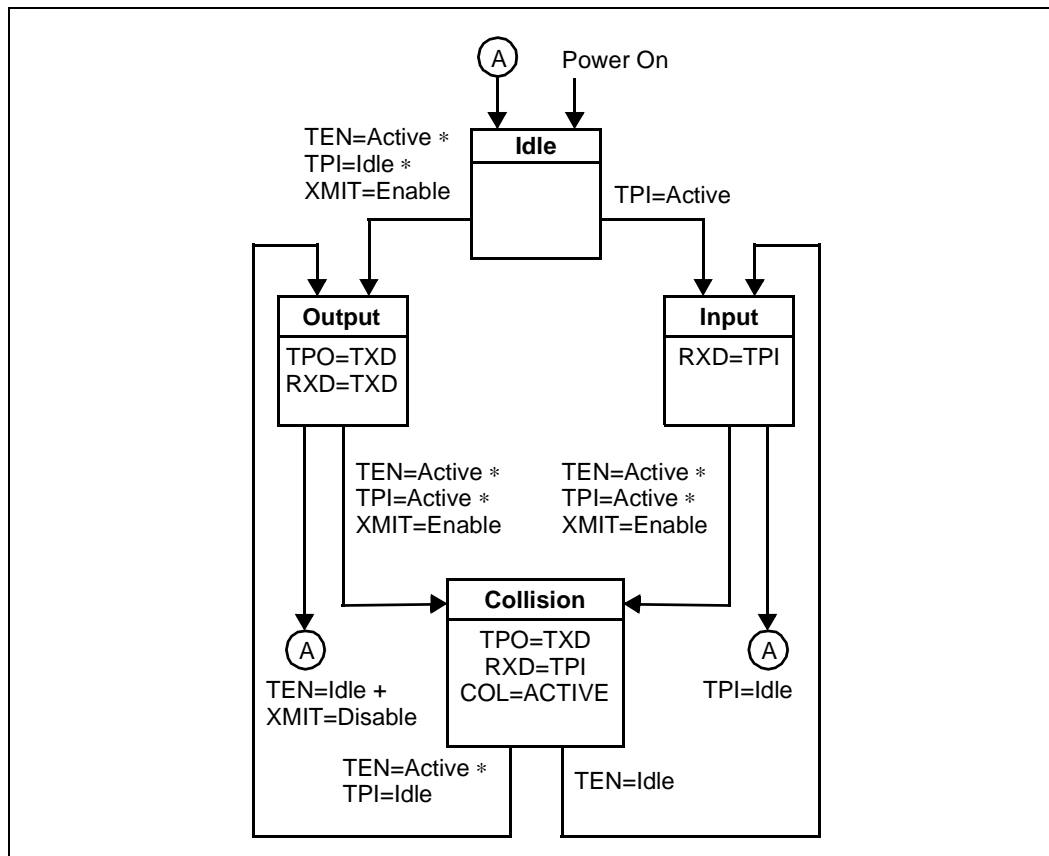 A
Power On
TEN=Active *
TPI=Idle *
XMIT=Enable
Idle
TPI=Active
Output
TPO=TXD
RXD=TXD
Input
RXD=TPI
TEN=Active *
TPI=Active *
XMIT=Enable
TEN=Active *
TPI=Active *
XMIT=Enable
Collision
TPO=TXD
RXD=TPI
COL=ACTIVE
A
TEN=Idle +
XMIT=Disable
A
TPI=Idle
TEN=Active *
TPI=Idle
TEN=Idle